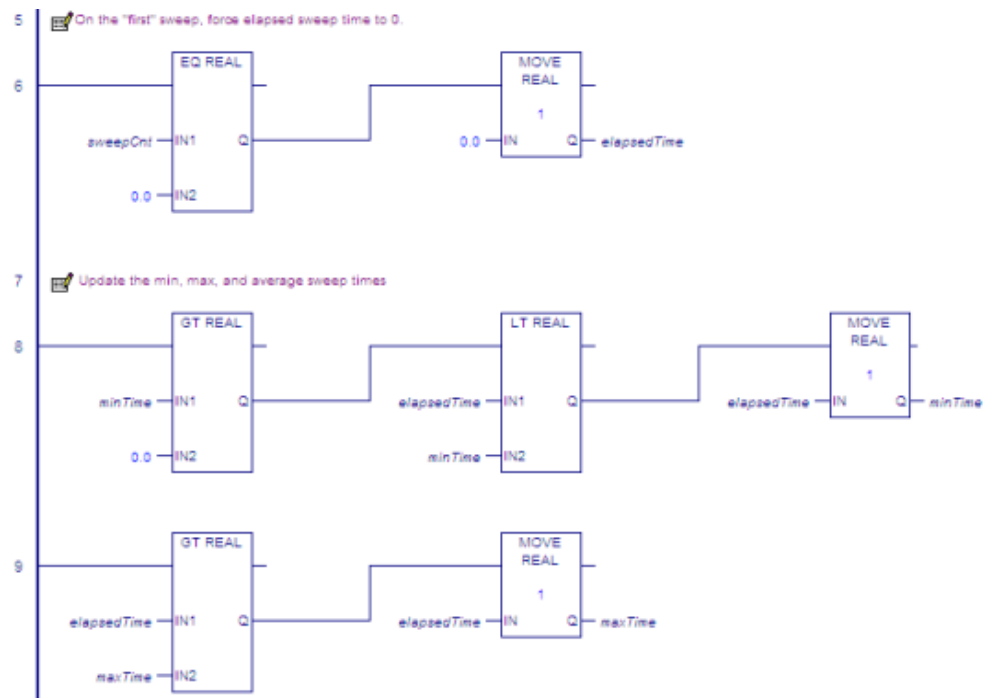 5 On the "first" sweep, force elapsed sweep time to 0.
EQ REAL MOVE
REAL
6
1
sweepCnt IN1 Q 0.0 IN Q elapsedTime
0.0 IN2
7 Update the min, max, and average sweep times
GT REAL LT REAL MOVE
REAL
8
1
minTime IN1 Q elapsedTime IN1 Q elapsedTime IN Q minTime
0.0 IN2 minTime IN2
GT REAL MOVE
REAL
9
1
elapsedTime IN1 Q elapsedTime IN Q maxTime
maxTime IN2